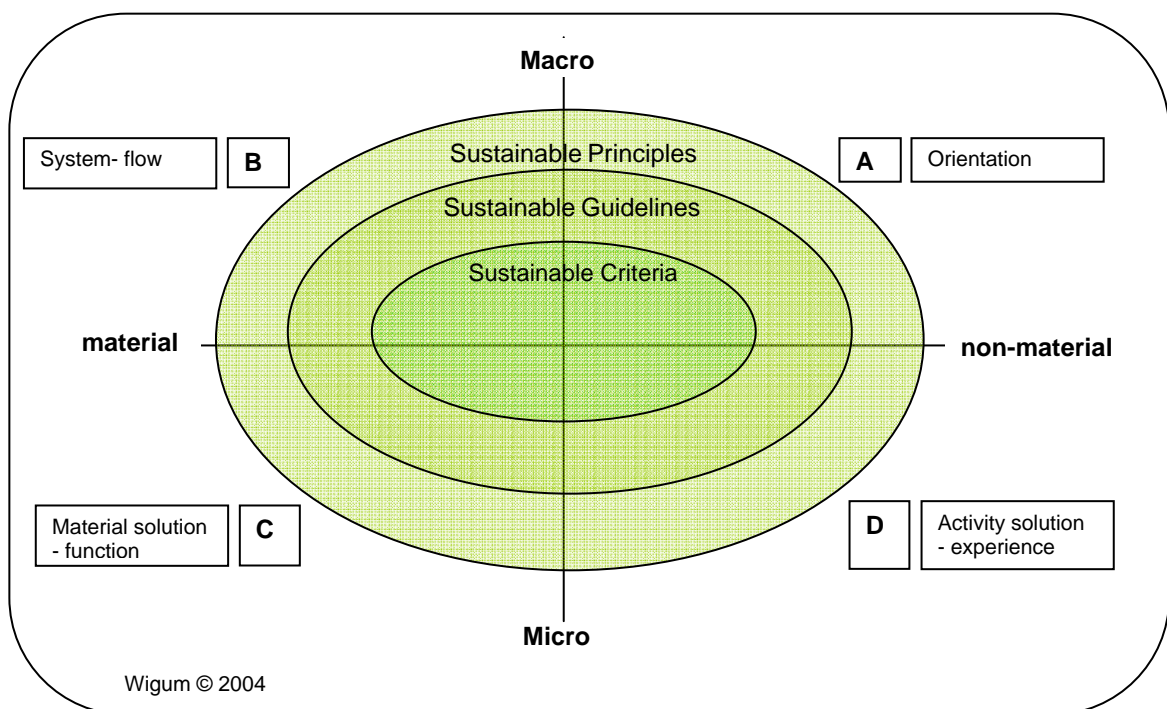 Macro
System- flow
B
Sustainable Principles
A
Orientation
Sustainable Guidelines
Sustainable Criteria
material
non-material
Material solution
- function
C
D
Activity solution
- experience
Micro
Wigum © 2004